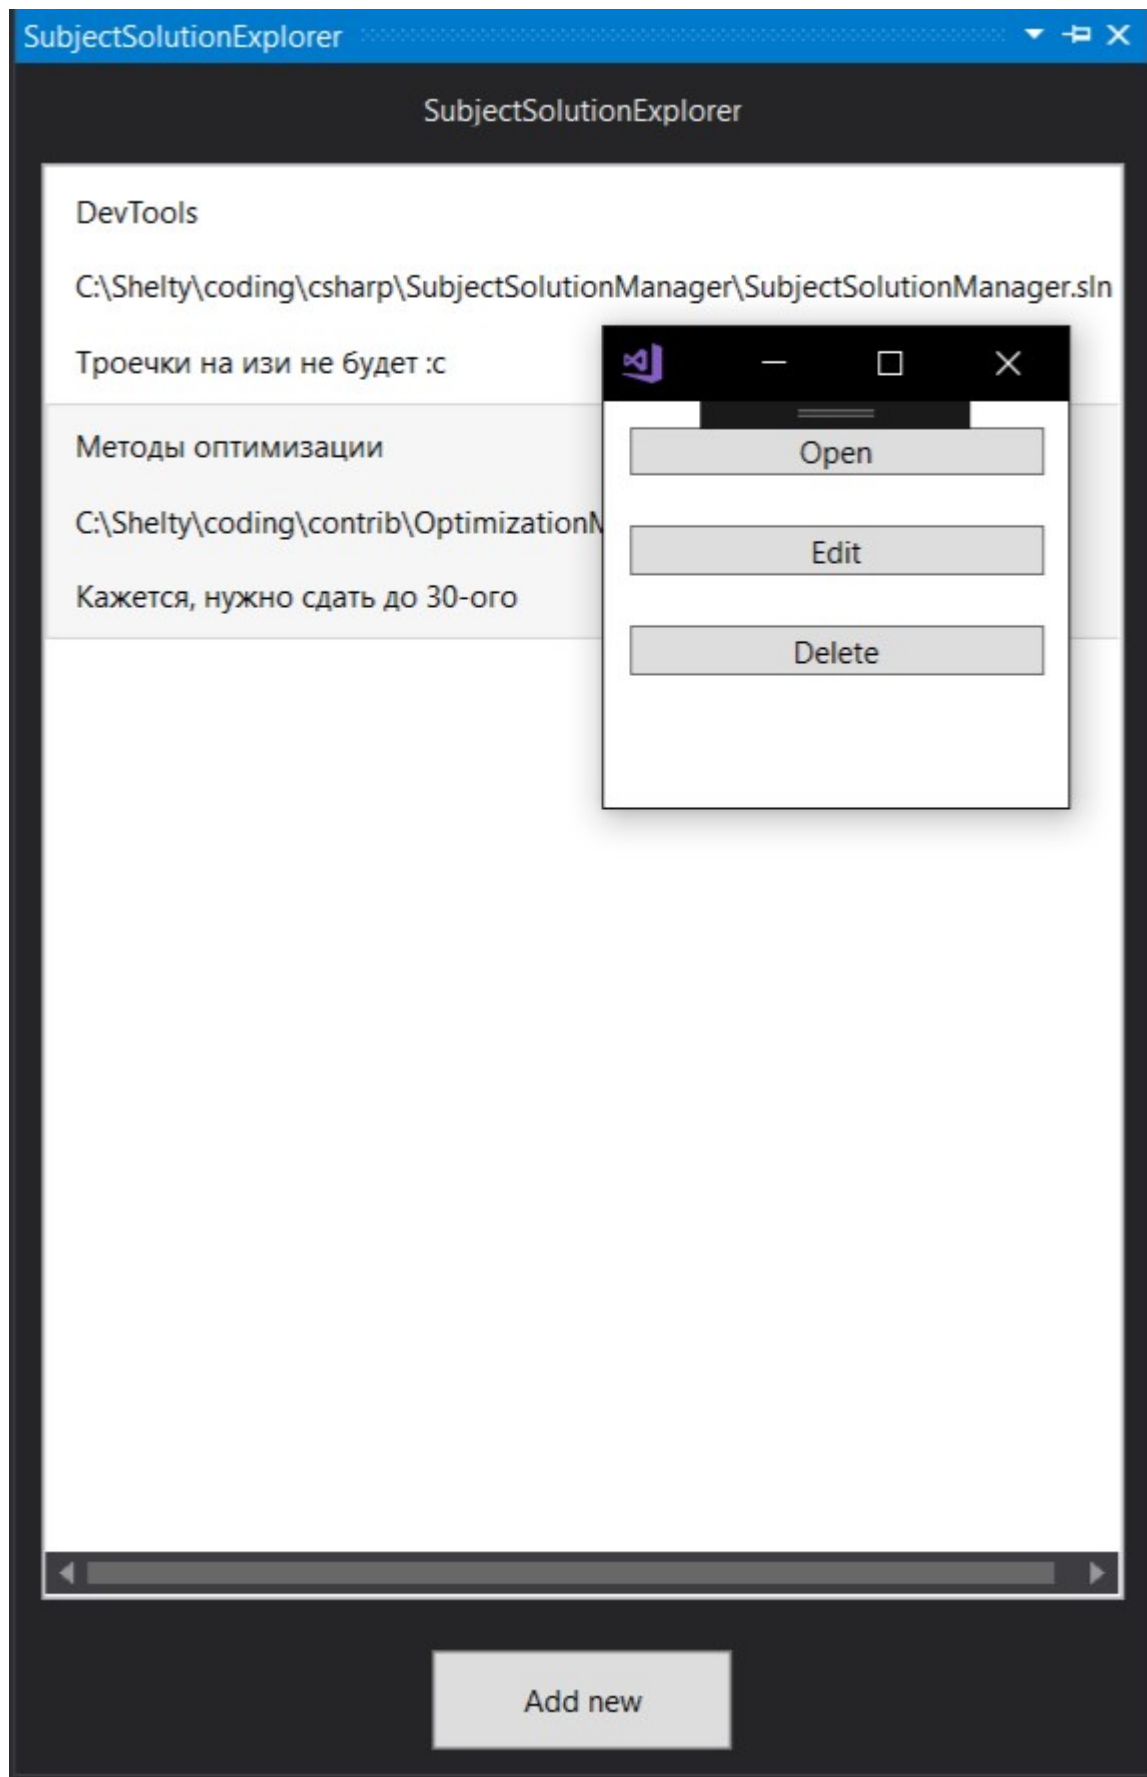 SubjectSolutionExplorer
SubjectSolutionExplorer
DevTools
C:\Shelty\coding\csharp\SubjectSolutionManager\SubjectSolutionManager.sln
Троечки на изи не будет :с
Методы оптимизации
C:\Shelty\coding\contrib\Optimization
Кажется, нужно сдать до 30-ого
Open
Edit
Delete
Add new